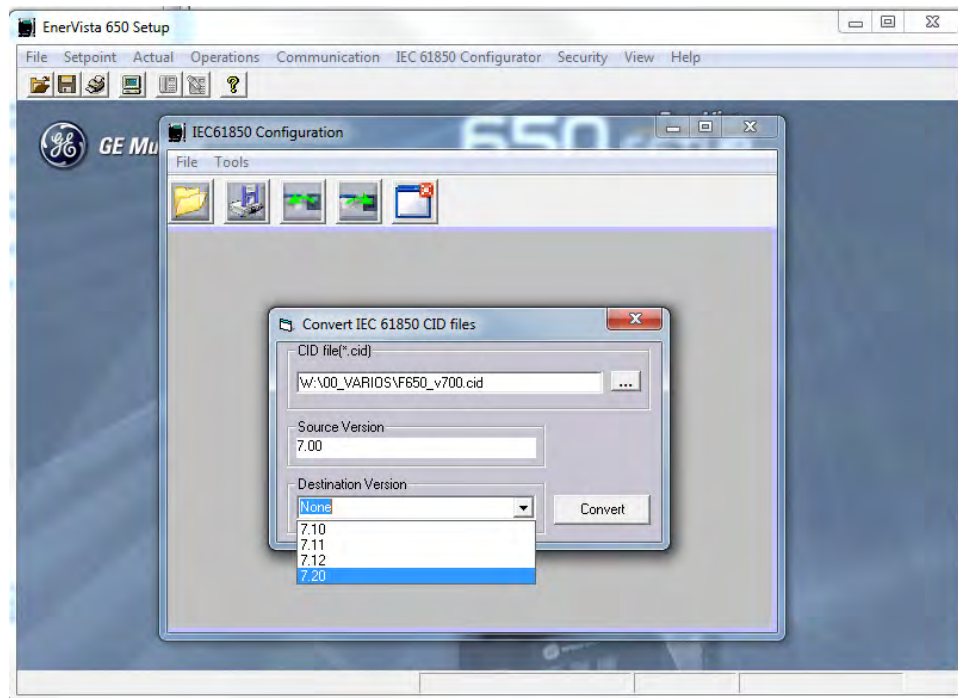 EnerVista 650 Setup
File Setpoint Actual Operations Communication IEC 61850 Configurator Security View Help
GE Mu
650
IEC61850 Configuration
File Tools
Convert IEC 61850 CID files
CID file(*.cid)
W:\00_VARIOS\F650_v700.cid
...
Source Version
7.00
Destination Version
None
Convert
7.10
7.11
7.12
7.20